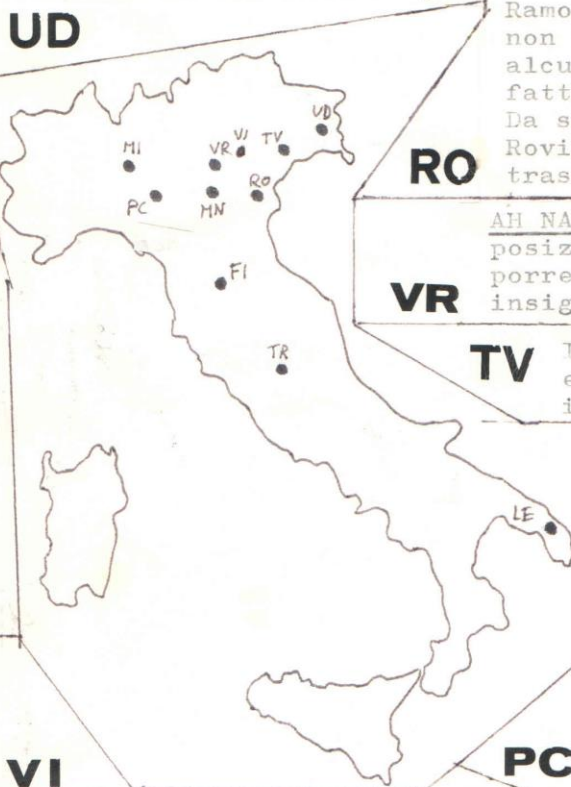 UD
Ramo
non
alcu
fatt
Da s
Rovi
tras
RO
AH NA
posiz
porre
insig
VR
TV
UD
MI
VR
VI
TV
PC
MN
RO
FI
TR
LE
VI
PC